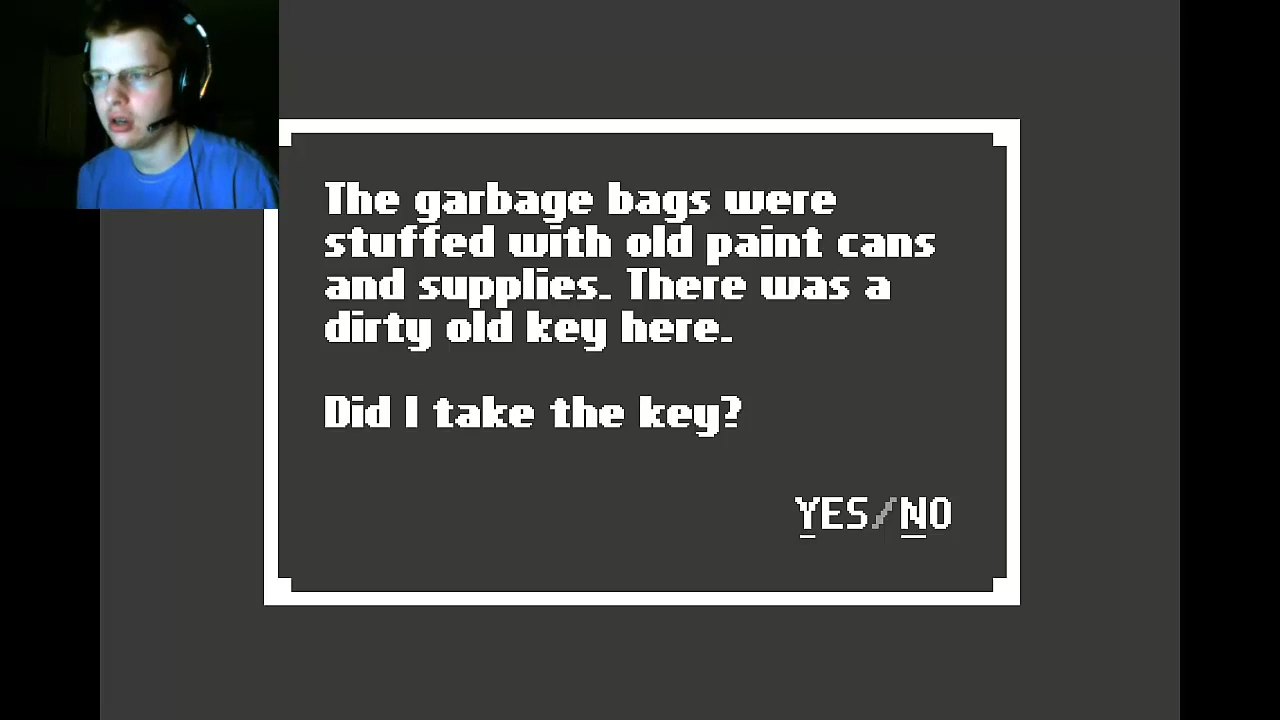 The garbage bags were
stuffed with old paint cans
and supplies. There was a
dirty old key here.
Did I take the key?
YES/NO